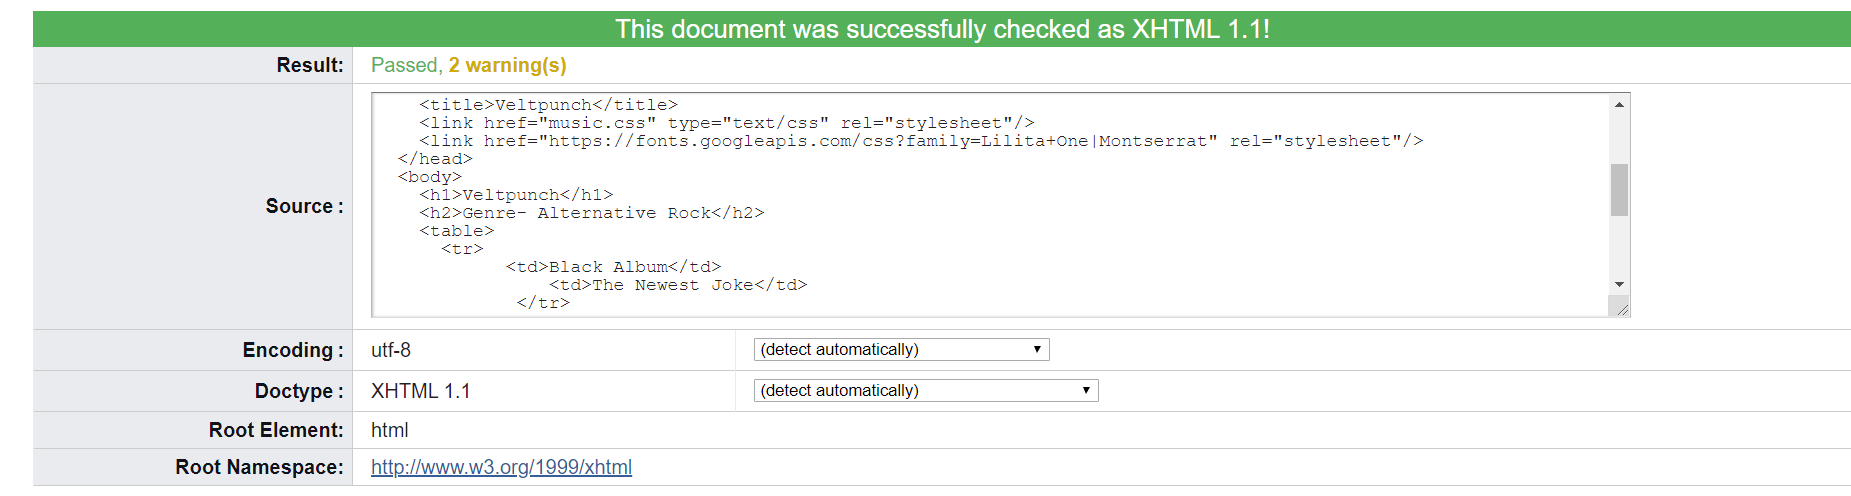 This document was successfully checked as XHTML 1.1!
Result: Passed, 2 warning(s)
Source :
<title>Veltpunch</title>
<link href="music.css" type="text/css" rel="stylesheet"/>
<link href="https://fonts.googleapis.com/css?family=Lilita+One|Montserrat" rel="stylesheet"/>
</head>
<body>
<h1>Veltpunch</h1>
<h2>Genre- Alternative Rock</h2>
<table>
<tr>
<td>Black Album</td>
<td>The Newest Joke</td>
</tr>
Encoding : utf-8 (detect automatically)
Doctype : XHTML 1.1 (detect automatically)
Root Element: html
Root Namespace: http://www.w3.org/1999/xhtml